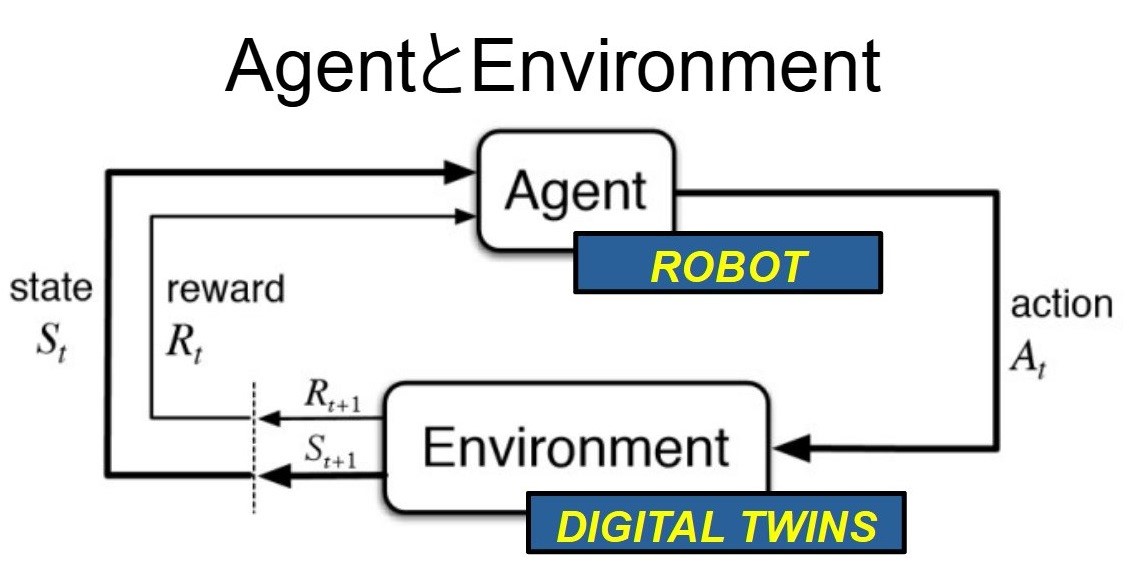 AgentとEnvironment
Agent
ROBOT
state
S_t
reward
R_t
action
A_t
R_{t+1}
S_{t+1}
Environment
DIGITAL TWINS